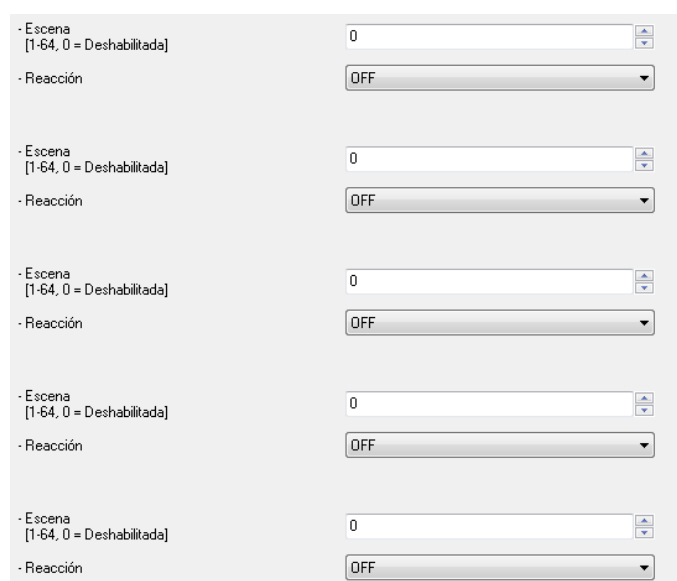 - Escena
[1-64, 0 = Deshabilitada]
0
- Reacción
OFF
- Escena
[1-64, 0 = Deshabilitada]
0
- Reacción
OFF
- Escena
[1-64, 0 = Deshabilitada]
0
- Reacción
OFF
- Escena
[1-64, 0 = Deshabilitada]
0
- Reacción
OFF
- Escena
[1-64, 0 = Deshabilitada]
0
- Reacción
OFF